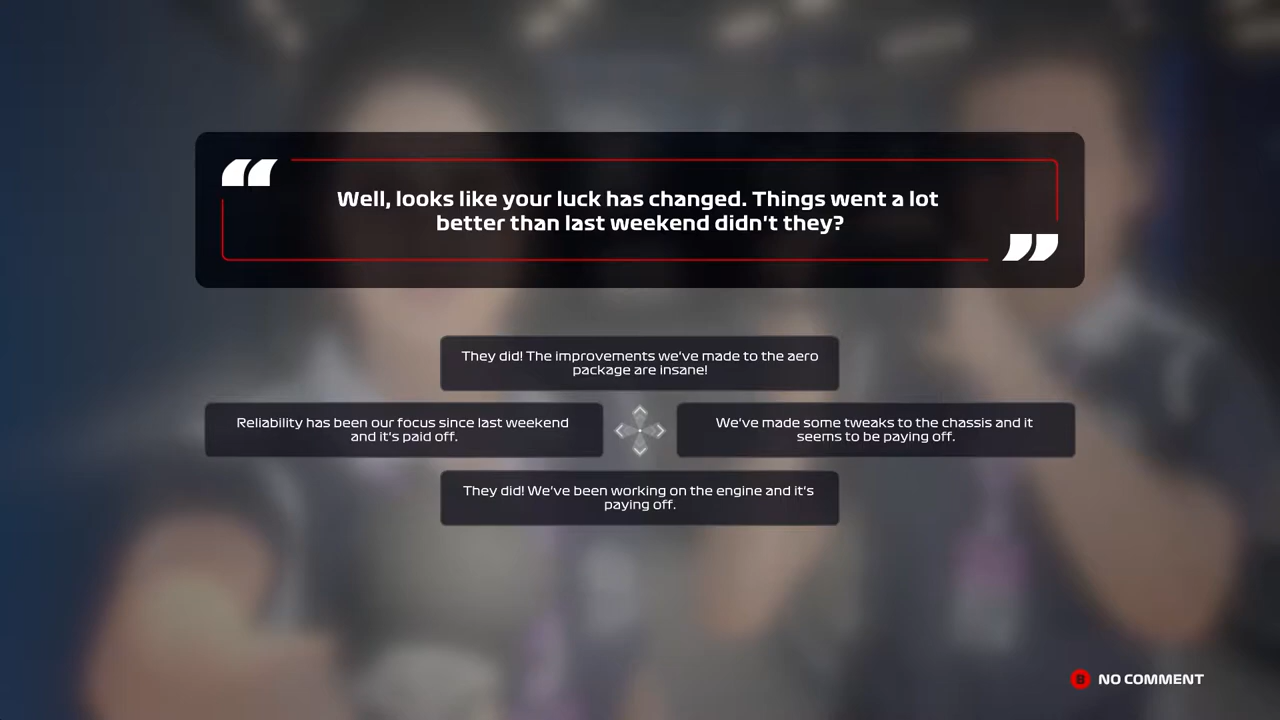 Well, looks like your luck has changed. Things went a lot
better than last weekend didn't they?
They did! The improvements we've made to the aero
package are insane!
Reliability has been our focus since last weekend
and it's paid off.
We've made some tweaks to the chassis and it
seems to be paying off.
They did! We've been working on the engine and it's
paying off.
B NO COMMENT